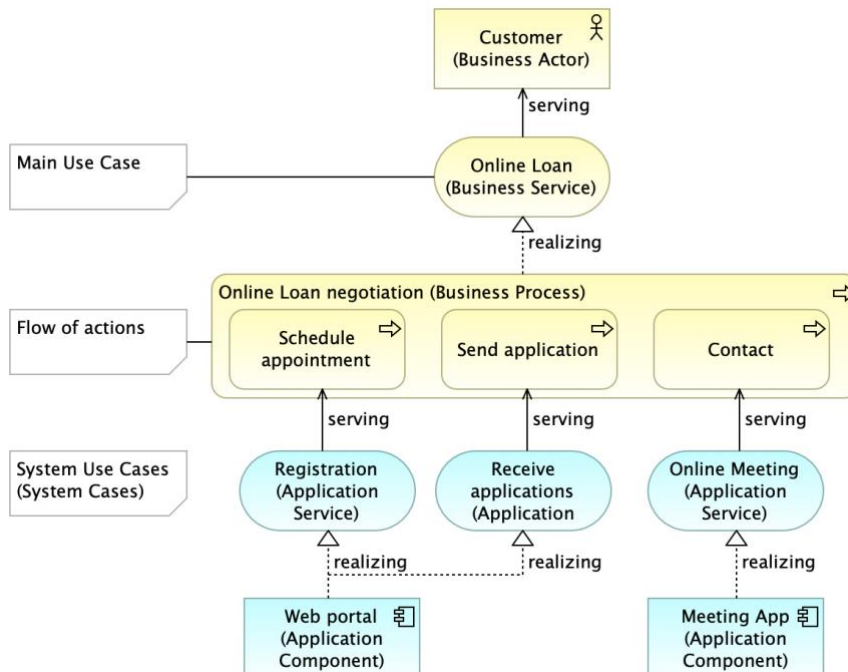 Customer
(Business Actor)
serving
Main Use Case
Online Loan
(Business Service)
realizing
Online Loan negotiation (Business Process)
Flow of actions
Schedule
appointment
Send application
Contact
serving
serving
serving
System Use Cases
(System Cases)
Registration
(Application
Service)
Receive
applications
(Application
Online Meeting
(Application
Service)
realizing
realizing
realizing
Web portal
(Application
Component)
Meeting App
(Application
Component)